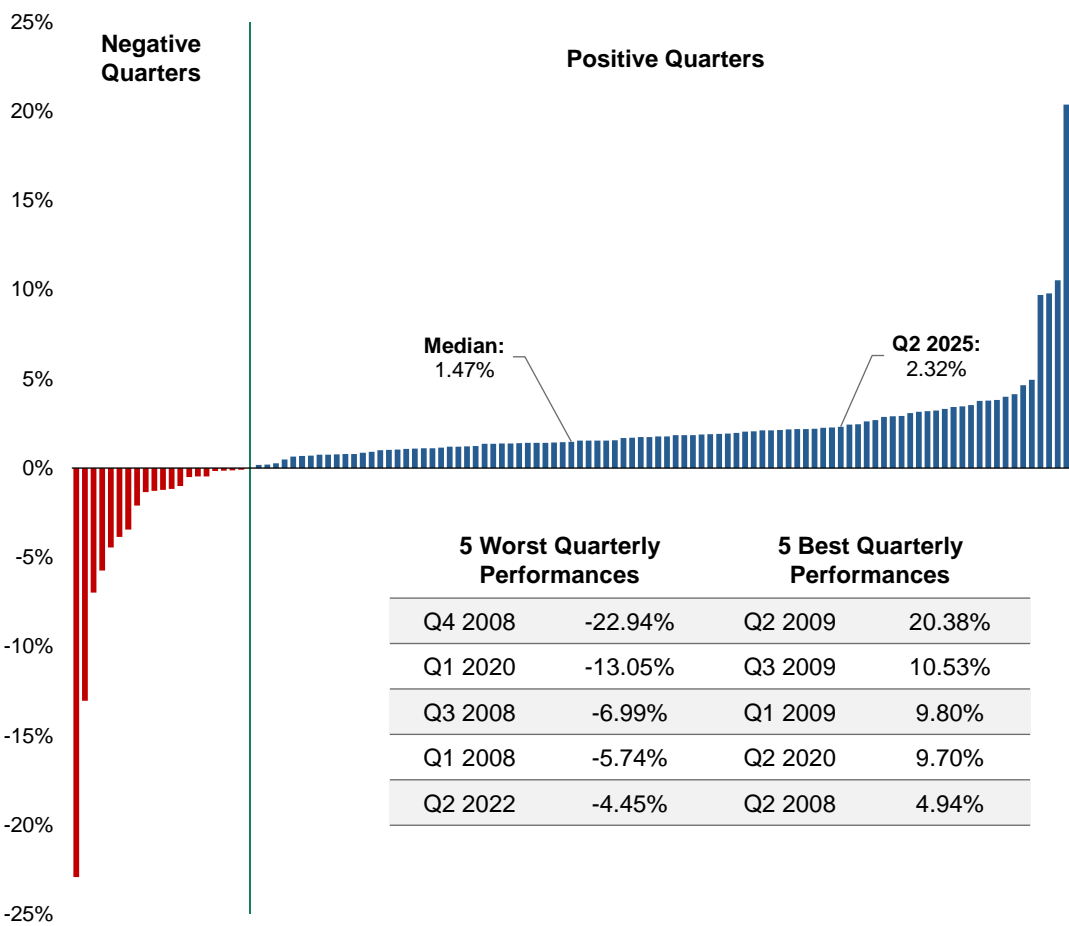 25%
20%
15%
10%
5%
0%
-5%
-10%
-15%
-20%
-25%
Negative
Quarters
Positive Quarters
Median:
1.47%
Q2 2025:
2.32%
5 Worst Quarterly
Performances
5 Best Quarterly
Performances
Q4 2008 -22.94% Q2 2009 20.38%
Q1 2020 -13.05% Q3 2009 10.53%
Q3 2008 -6.99% Q1 2009 9.80%
Q1 2008 -5.74% Q2 2020 9.70%
Q2 2022 -4.45% Q2 2008 4.94%